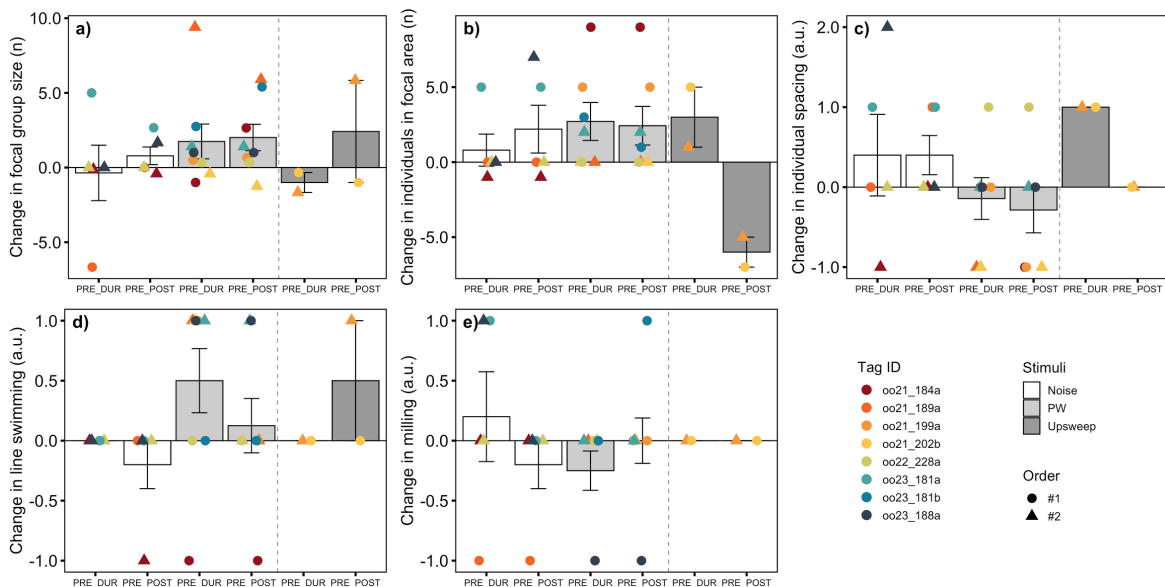 a)
Change in focal group size (n)
10.0
5.0
0.0
-5.0
PRE_DUR PRE_POST PRE_DUR PRE_POST PRE_DUR PRE_POST
b)
Change in individuals in focal area (n)
5.0
0.0
-5.0
PRE_DUR PRE_POST PRE_DUR PRE_POST PRE_DUR PRE_POST
c)
Change in individual spacing (a.u.)
2.0
1.0
0.0
-1.0
PRE_DUR PRE_POST PRE_DUR PRE_POST PRE_DUR PRE_POST
d)
Change in line swimming (a.u.)
1.0
0.5
0.0
-0.5
-1.0
PRE_DUR PRE_POST PRE_DUR PRE_POST PRE_DUR PRE_POST
e)
Change in milling (a.u.)
1.0
0.5
0.0
-0.5
-1.0
PRE_DUR PRE_POST PRE_DUR PRE_POST PRE_DUR PRE_POST
Tag ID
oo21_184a
oo21_189a
oo21_199a
oo21_202b
oo22_228a
oo23_181a
oo23_181b
oo23_188a
Stimuli
Noise
PW
Upsweep
Order
#1
#2